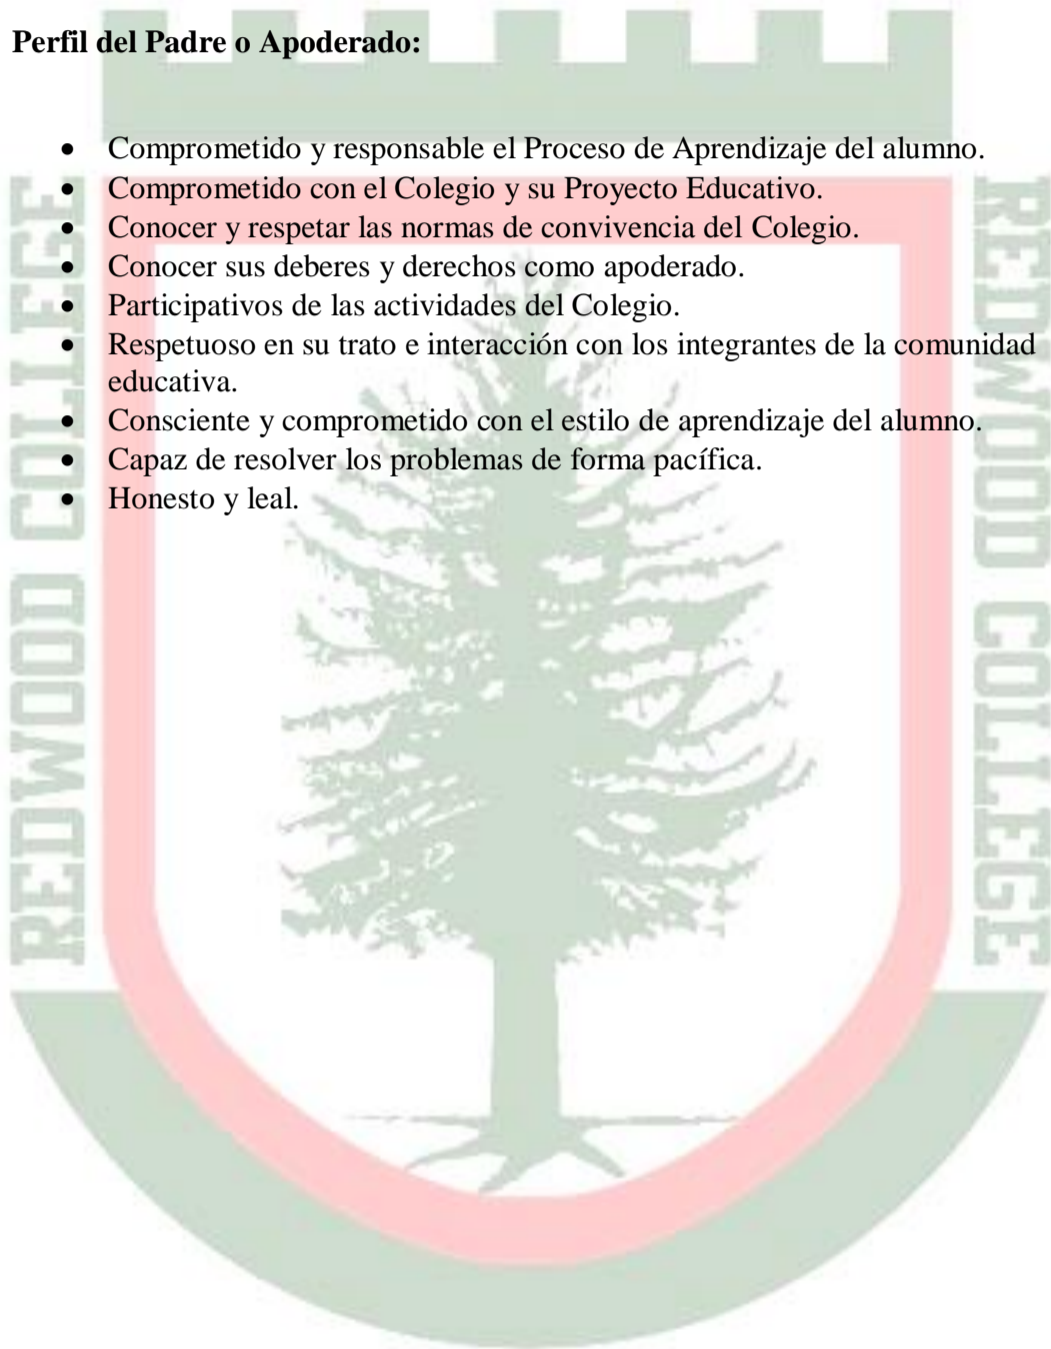 Perfil del Padre o Apoderado:
• Comprometido y responsable el Proceso de Aprendizaje del alumno.
• Comprometido con el Colegio y su Proyecto Educativo.
• Conocer y respetar las normas de convivencia del Colegio.
• Conocer sus deberes y derechos como apoderado.
• Participativos de las actividades del Colegio.
• Respetuoso en su trato e interacción con los integrantes de la comunidad
educativa.
• Consciente y comprometido con el estilo de aprendizaje del alumno.
• Capaz de resolver los problemas de forma pacífica.
• Honesto y leal.
REDWOOD COLLEGE
REDWOOD COLLEGE